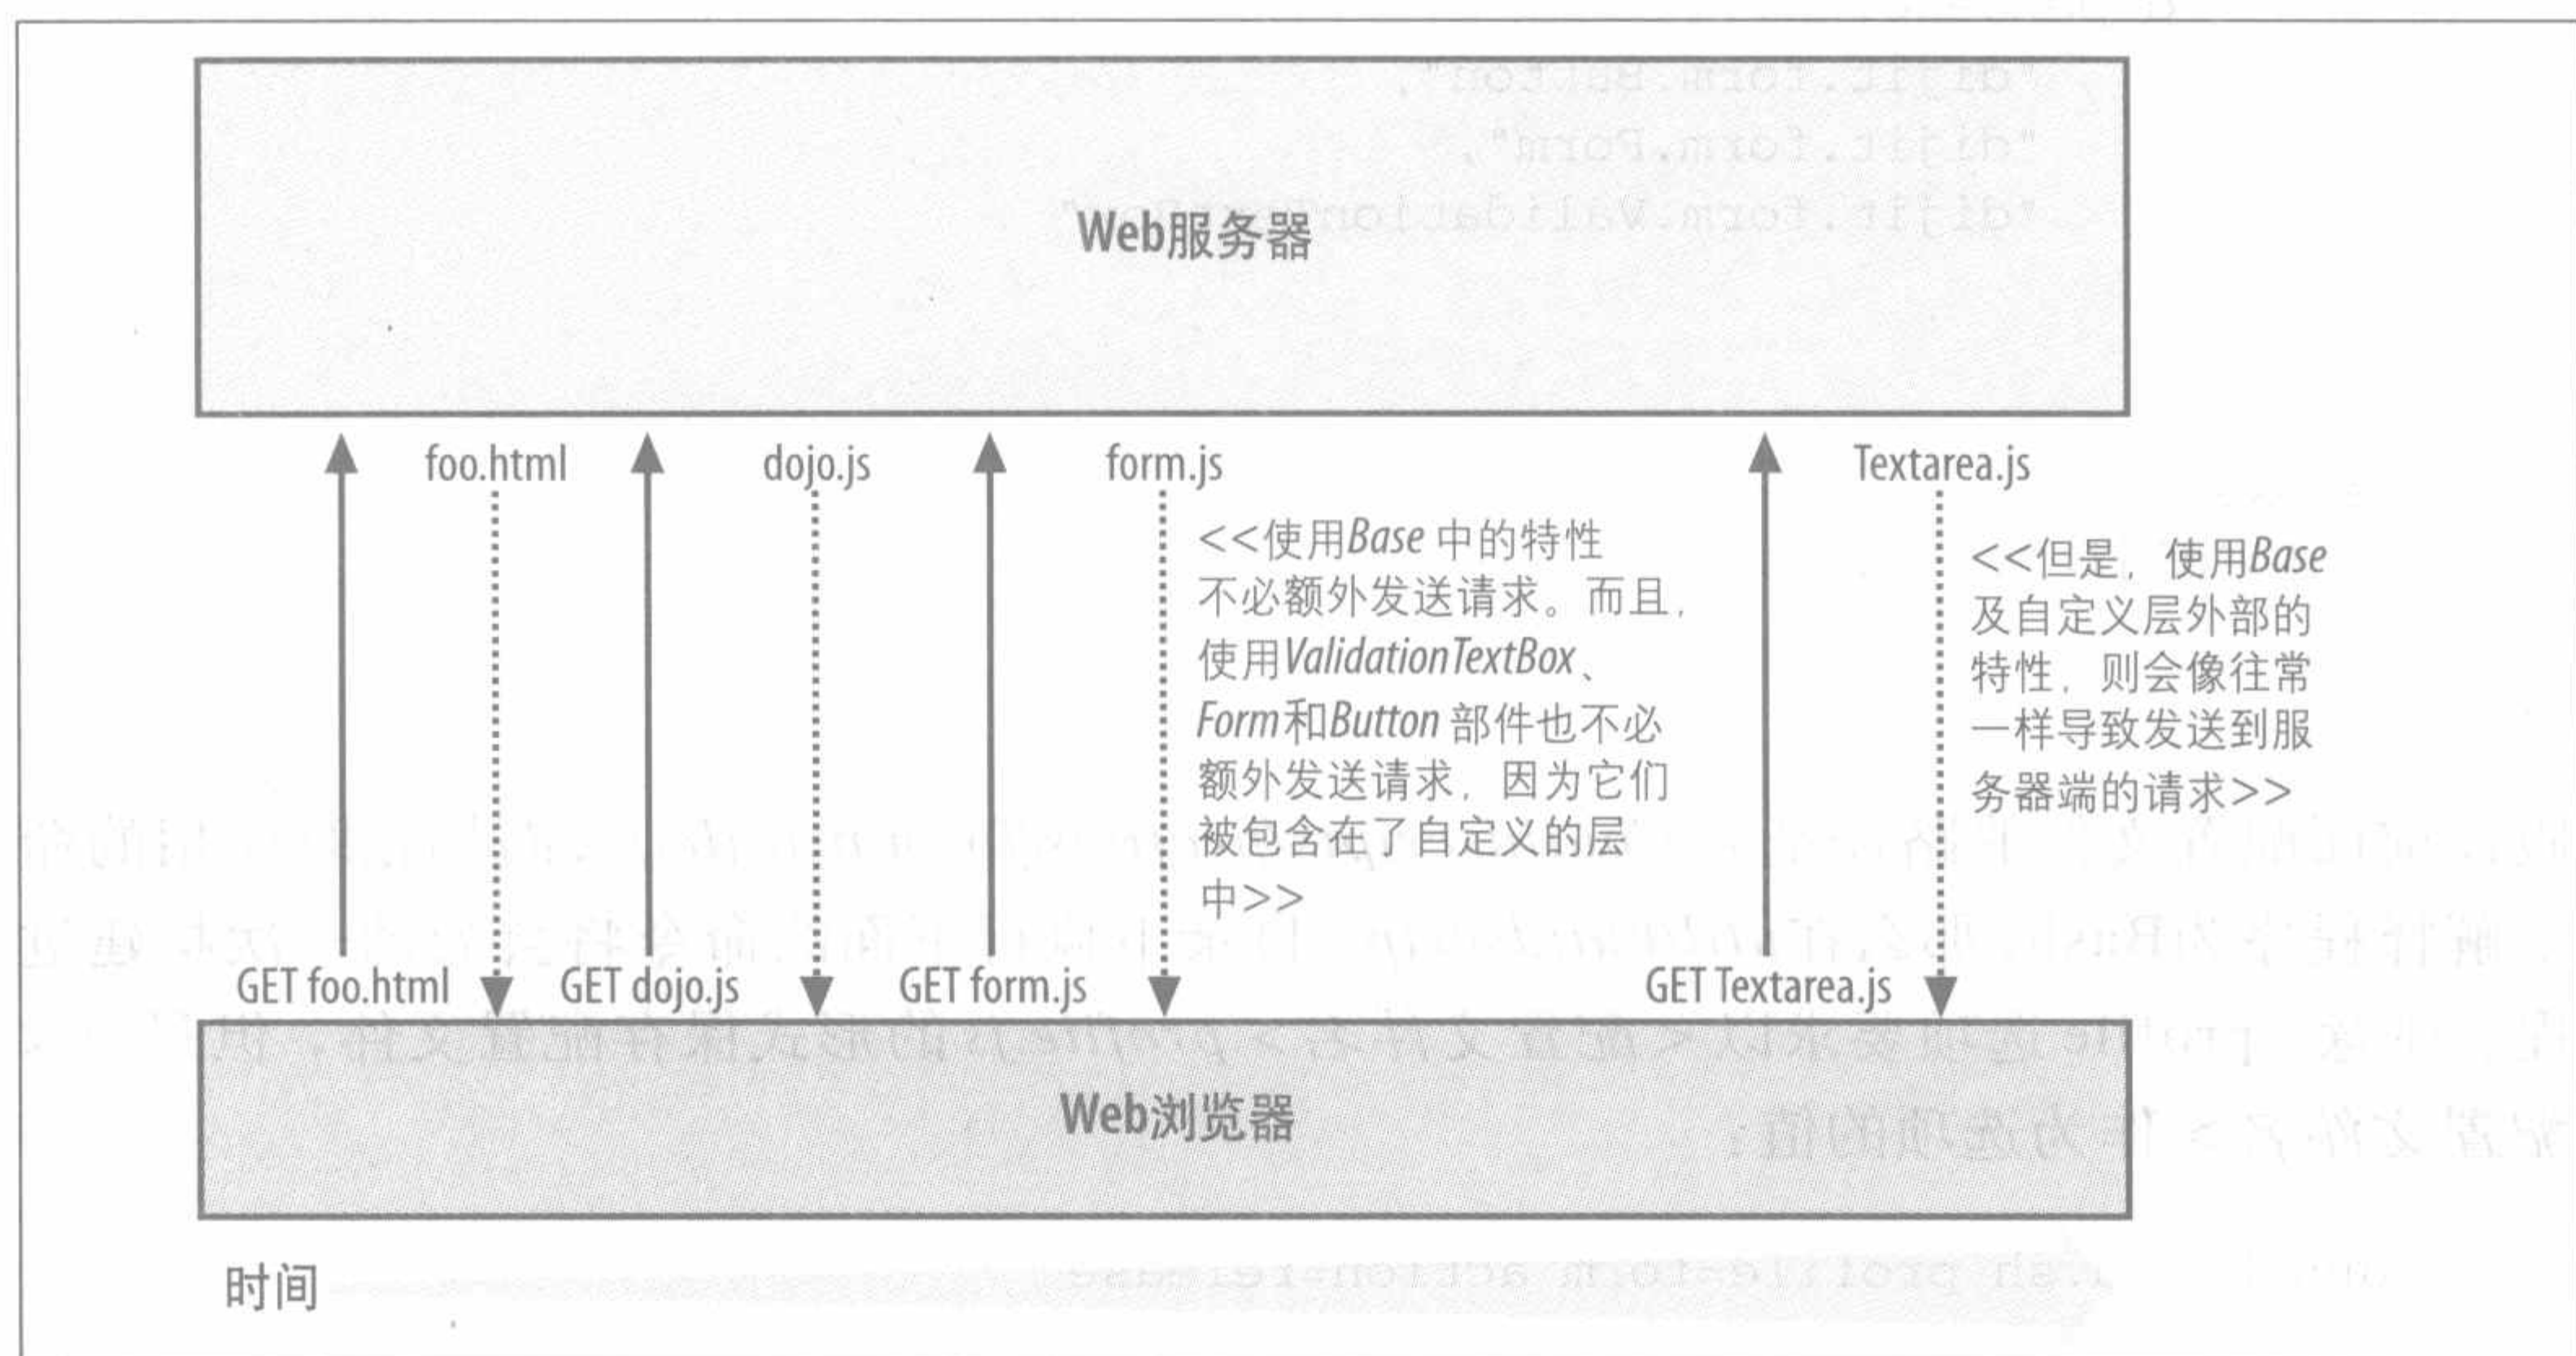 Web服务器
foo.html
dojo.js
form.js
Textarea.js
<<使用Base 中的特性
不必额外发送请求。而且,
使用ValidationTextBox、
Form和Button 部件也不必
额外发送请求, 因为它们
被包含在了自定义的层
中>>
<<但是, 使用Base
及自定义层外部的
特性, 则会像往常
一样导致发送到服
务器端的请求>>
GET foo.html
GET dojo.js
GET form.js
GET Textarea.js
Web浏览器
时间